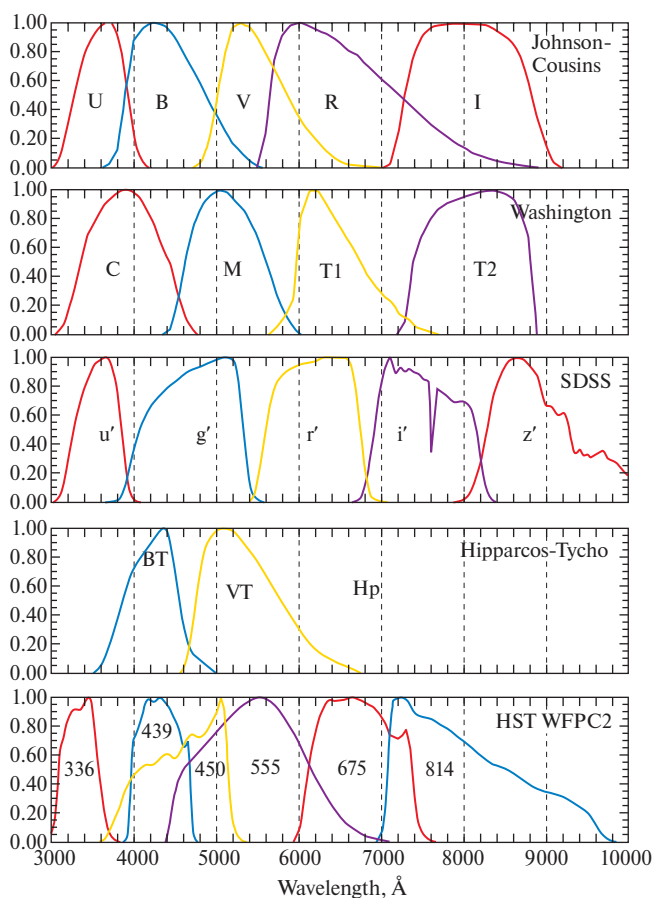 1.00
0.80
0.60
0.40
0.20
0.00
U B V R I
Johnson-
Cousins
1.00
0.80
0.60
0.40
0.20
0.00
C M T1 T2
Washington
1.00
0.80
0.60
0.40
0.20
0.00
u′ g′ r′ i′ z′
SDSS
1.00
0.80
0.60
0.40
0.20
0.00
BT VT Hp
Hipparcos-Tycho
1.00
0.80
0.60
0.40
0.20
0.00
336 439 450 555 675 814
HST WFPC2
3000 4000 5000 6000 7000 8000 9000 10000
Wavelength, Å